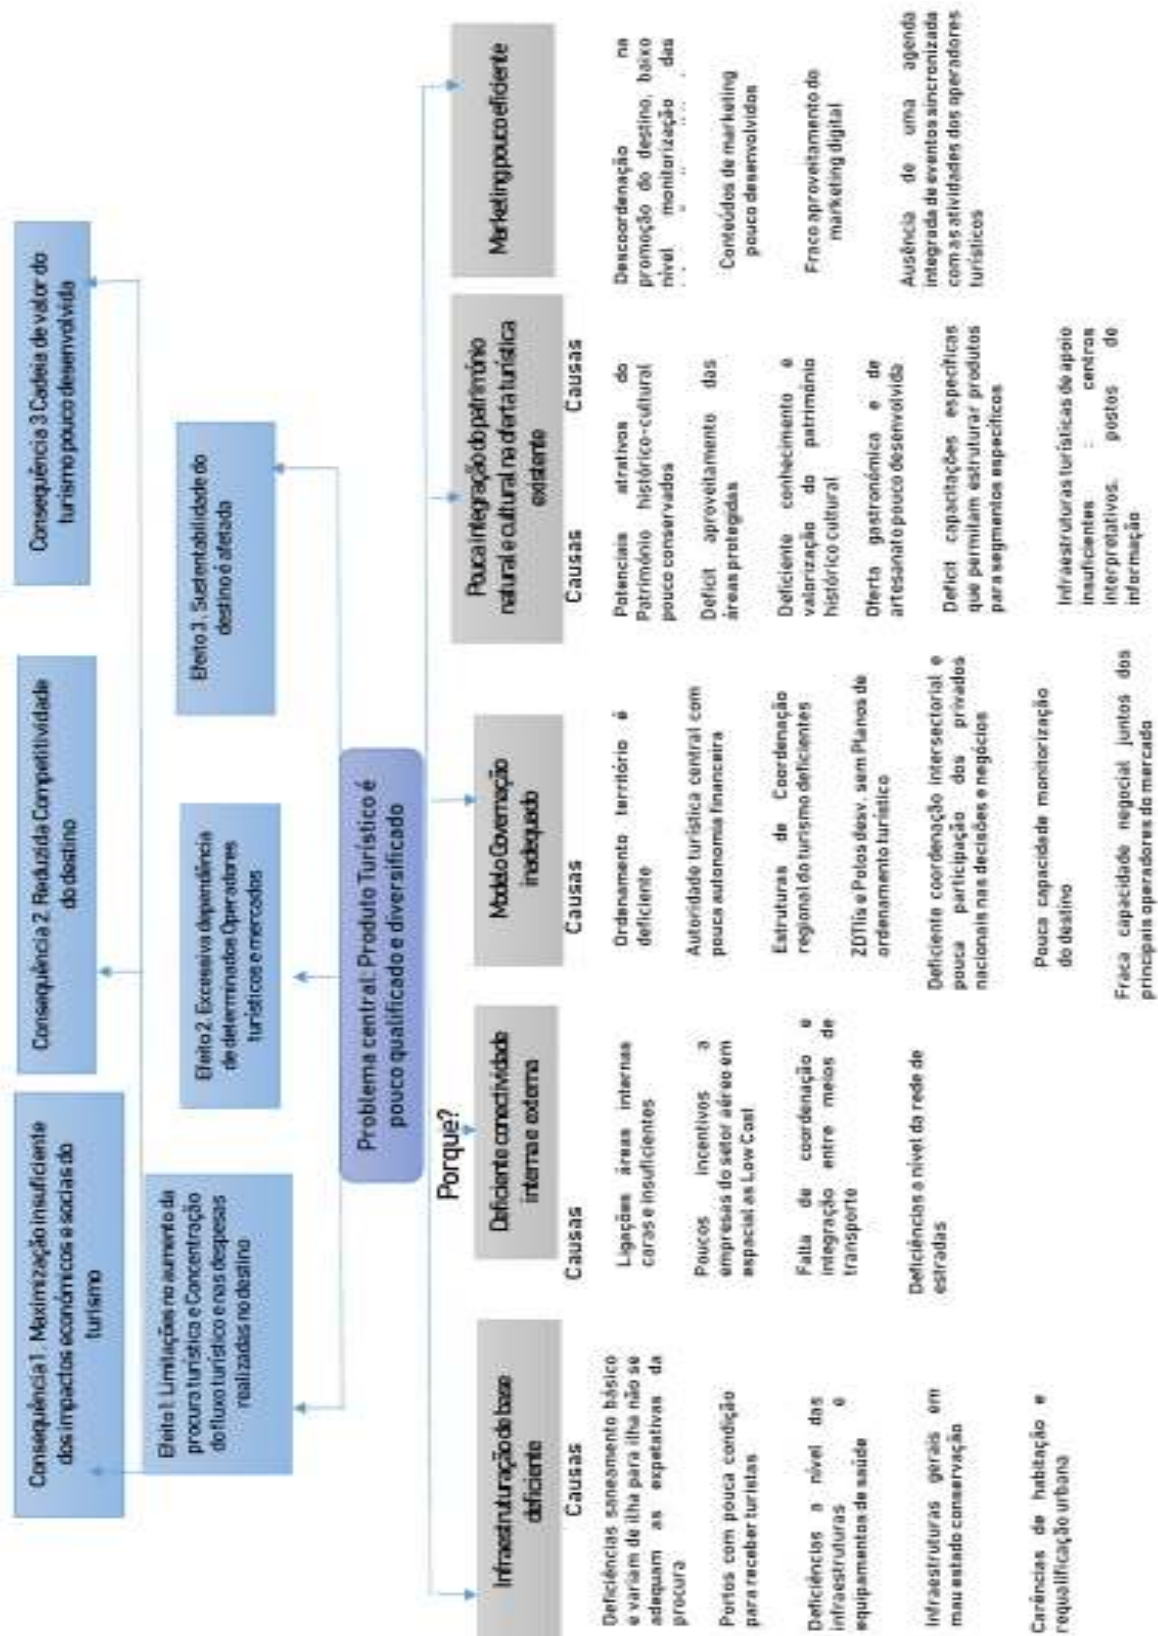 Consequência 1. Maximização insuficiente
dos impactos económicos e sociais do
turismo
Consequência 2. Reduzida Competitividade
do destino
Consequência 3 Cadeia de valor do
turismo pouco desenvolvida
Efeito 1. Limitações no aumento da
procura turística e Concentração
do fluxo turístico e nas despesas
realizadas no destino
Efeito 2. Excessiva dependência
de determinados Operadores
turísticos e mercados
Efeito 3. Sustentabilidade do
destino é afetada
Problema central: Produto Turístico é
pouco qualificado e diversificado
Porque?
Infraestruturação de base
deficiente
Causas
Deficiências saneamento básico
e variam de ilha para ilha não se
adequam as expetativas da
procura
Portos com pouca condição
para receber turistas
Deficiências a nível das
infraestruturas e
equipamentos de saúde
Infraestruturas gerais em
mau estado conservação
Carências de habitação e
requalificação urbana
Deficiente conectividade
interna e externa
Causas
Ligações áreas internas
caras e insuficientes
Poucos incentivos a
empresas do setor aéreo em
especial as Low Cost
Falta de coordenação e
integração entre meios de
transporte
Deficiências a nível da rede de
estradas
Modelo Governação
inadequado
Causas
Ordenamento território é
deficiente
Autoridade turística central com
pouca autonomia financeira
Estruturas de Coordenação
regional do turismo deficientes
ZDTIs e Polos desv. sem Planos de
ordenamento turístico
Deficiente coordenação intersectorial e
pouca participação dos privados
nacionais nas decisões e negócios
Pouca capacidade monitorização
do destino
Fraca capacidade negocial juntos dos
principais operadores do mercado
Pouca integração do património
natural e cultural na oferta turística
existente
Causas
Causas
Potenciais atrativos do
Património histórico-cultural
pouco conservados
Deficit aproveitamento das
áreas protegidas
Deficiente conhecimento e
valorização do património
histórico cultural
Oferta gastronómica e de
artesanato pouco desenvolvida
Deficit capacitações específicas
que permitam estruturar produtos
para segmentos específicos
Infraestruturas turísticas de apoio
insuficientes : centros
interpretativos, postos de
informação
Marketing pouco eficiente
Descoordenação na
promoção do destino, baixo
nível monitorização das
Conteúdos de marketing
pouco desenvolvidos
Fraco aproveitamento do
marketing digital
Ausência de uma agenda
integrada de eventos sincronizada
com as atividades dos operadores
turísticos